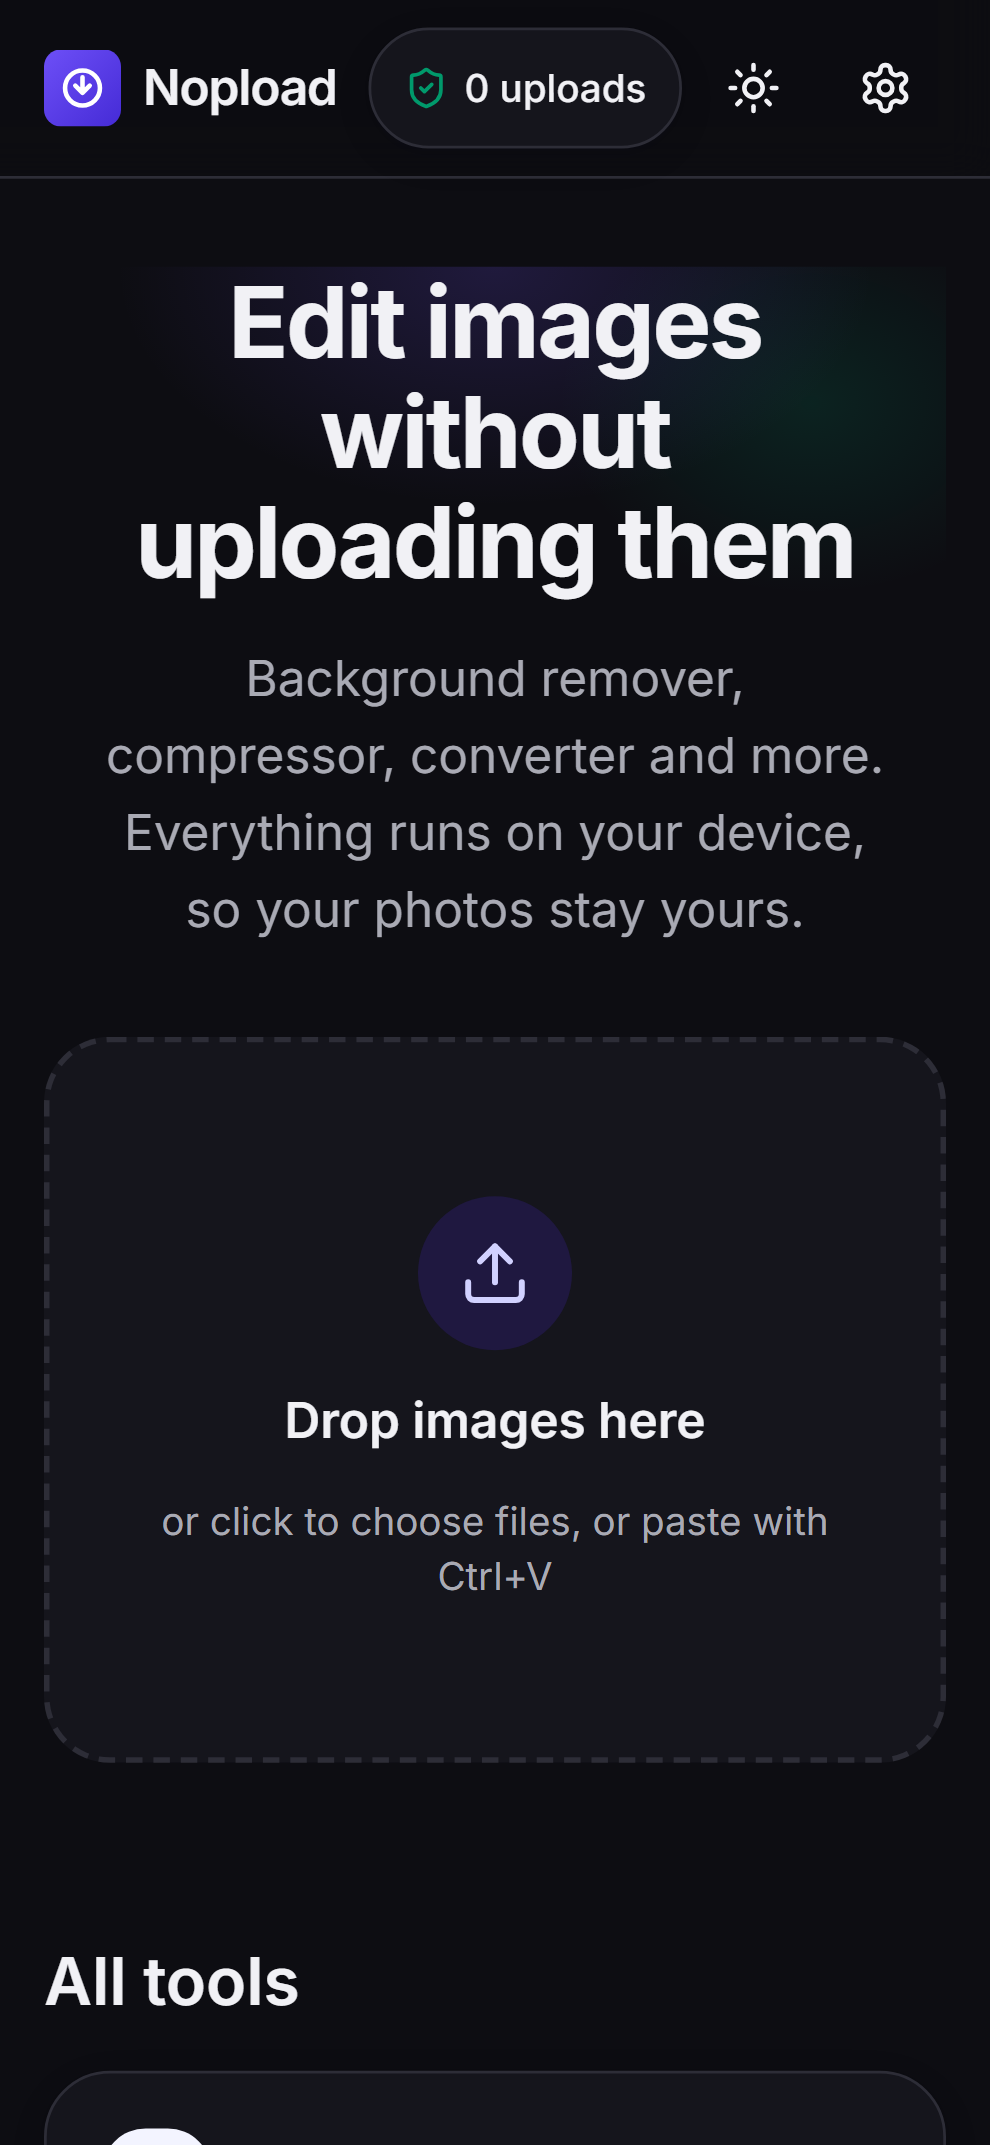 Nopload
0 uploads
Edit images
without
uploading them
Background remover,
compressor, converter and more.
Everything runs on your device,
so your photos stay yours.
Drop images here
or click to choose files, or paste with
Ctrl+V
All tools